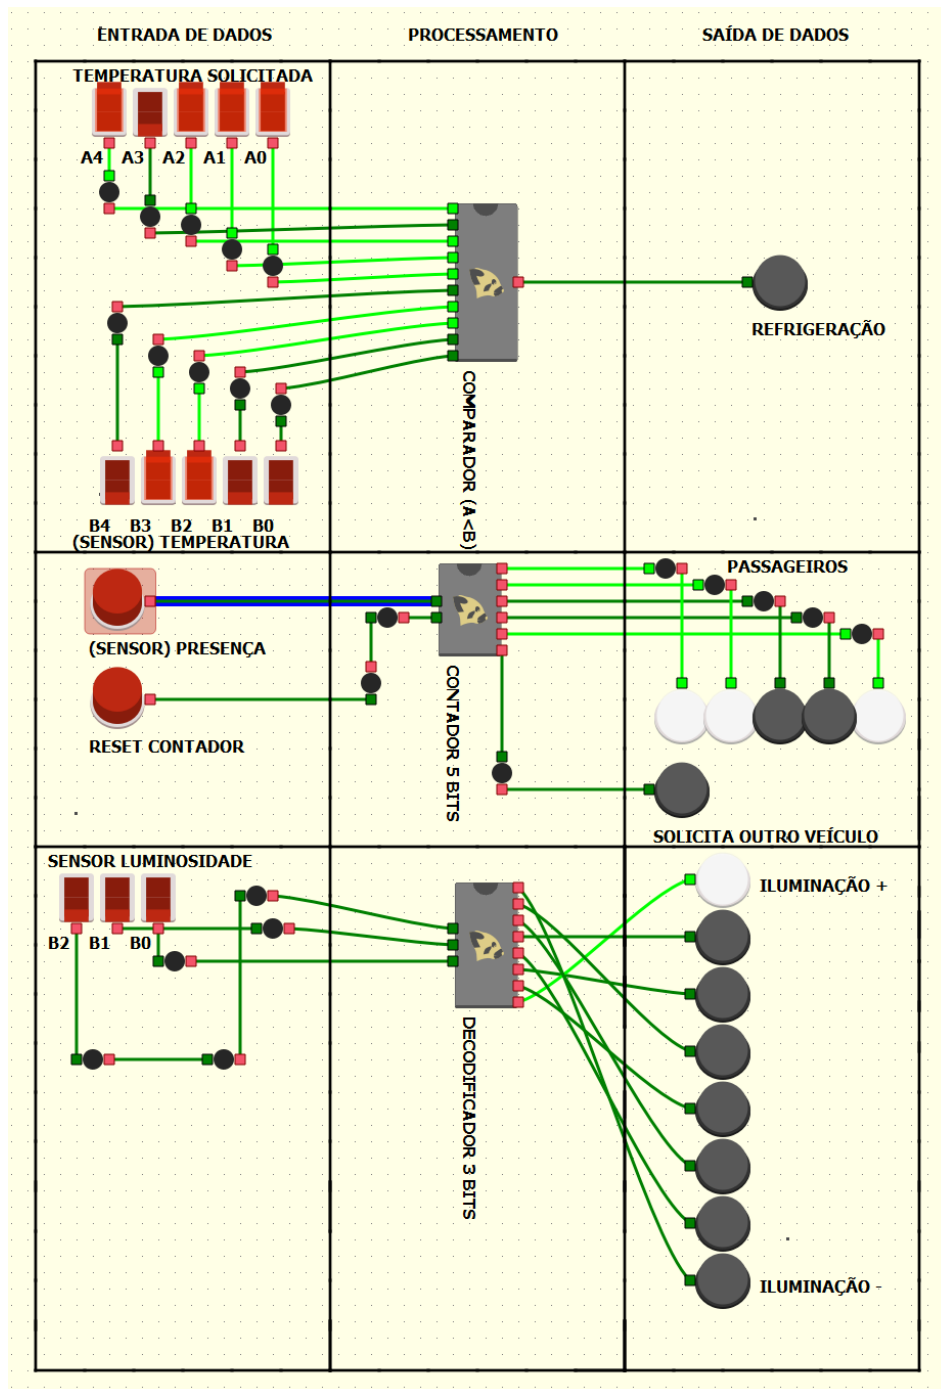 ENTRADA DE DADOS
PROCESSAMENTO
SAÍDA DE DADOS
TEMPERATURA SOLICITADA
A4 A3 A2 A1 A0
REFRIGERAÇÃO
COMPARADOR (A<B)
B4 B3 B2 B1 B0
(SENSOR) TEMPERATURA
PASSAGEIROS
(SENSOR) PRESENÇA
CONTADOR 5 BITS
RESET CONTADOR
SOLICITA OUTRO VEÍCULO
SENSOR LUMINOSIDADE
B2 B1 B0
ILUMINAÇÃO +
DECODIFICADOR 3 BITS
ILUMINAÇÃO -